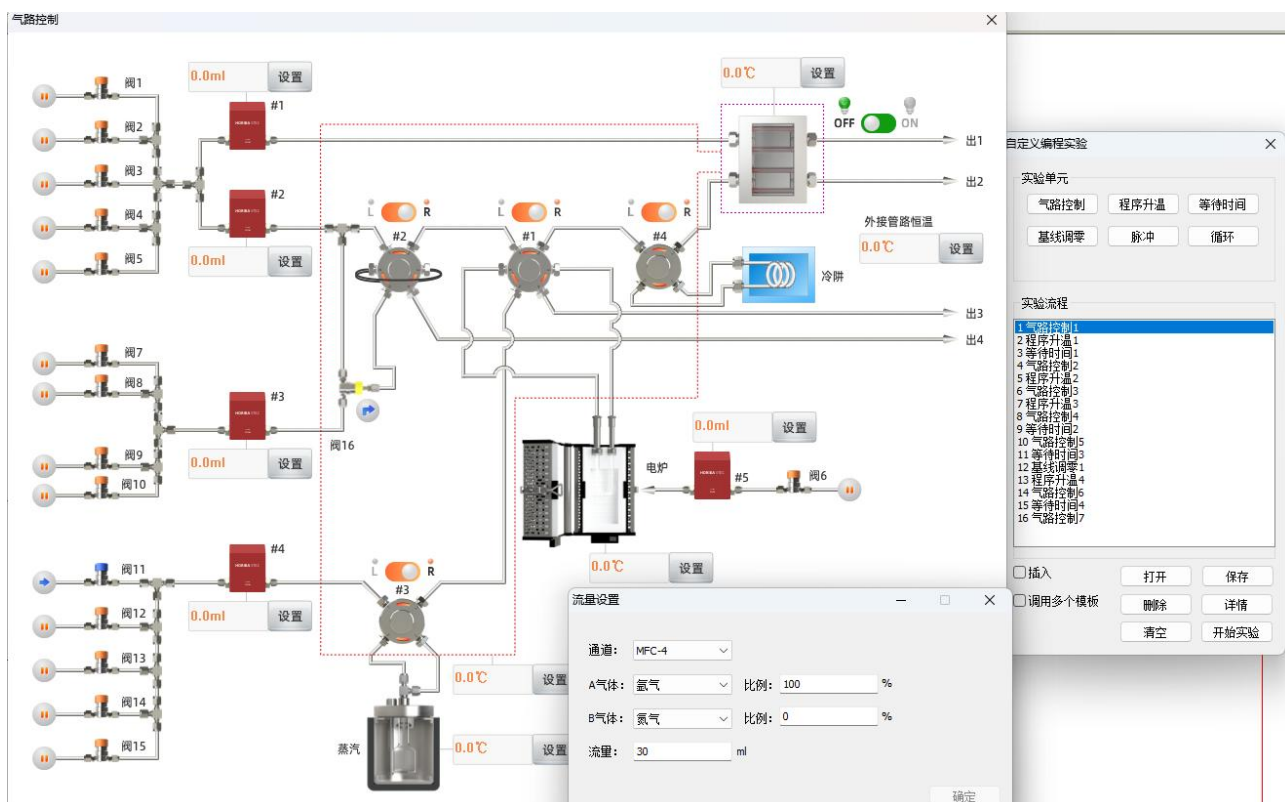 气路控制
阀1
阀2
阀3
阀4
阀5
0.0ml 设置
#1
#2
0.0ml 设置
0.0℃ 设置
OFF ON
出1
出2
L R
#2
L R
#1
L R
#4
外接管路恒温
0.0℃ 设置
冷阱
出3
出4
阀7
阀8
阀9
阀10
#3
0.0ml 设置
阀16
0.0ml 设置
电炉
#5
阀6
0.0℃ 设置
阀11
阀12
阀13
阀14
阀15
#4
0.0ml 设置
L R
#3
0.0℃ 设置
蒸汽
0.0℃ 设置
流量设置
通道: MFC-4
A气体: 氩气 比例: 100 %
B气体: 氮气 比例: 0 %
流量: 30 ml
确定
自定义编程实验
实验单元
气路控制 程序升温 等待时间
基线调零 脉冲 循环
实验流程
1 气路控制1
2 程序升温1
3 等待时间1
4 气路控制2
5 程序升温2
6 气路控制3
7 程序升温3
8 气路控制4
9 等待时间2
10 气路控制5
11 等待时间3
12 基线调零1
13 程序升温4
14 气路控制6
15 等待时间4
16 气路控制7
插入 打开 保存
调用多个模板 删除 详情
清空 开始实验